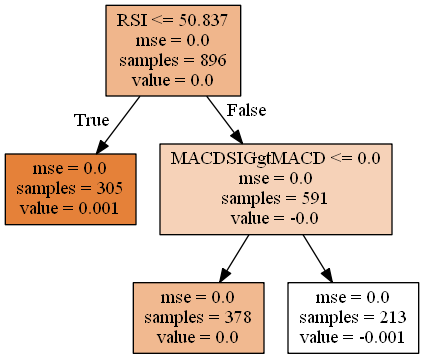 RSI <= 50.837
mse = 0.0
samples = 896
value = 0.0
True
False
mse = 0.0
samples = 305
value = 0.001
MACDSIGgtMACD <= 0.0
mse = 0.0
samples = 591
value = -0.0
mse = 0.0
samples = 378
value = 0.0
mse = 0.0
samples = 213
value = -0.001